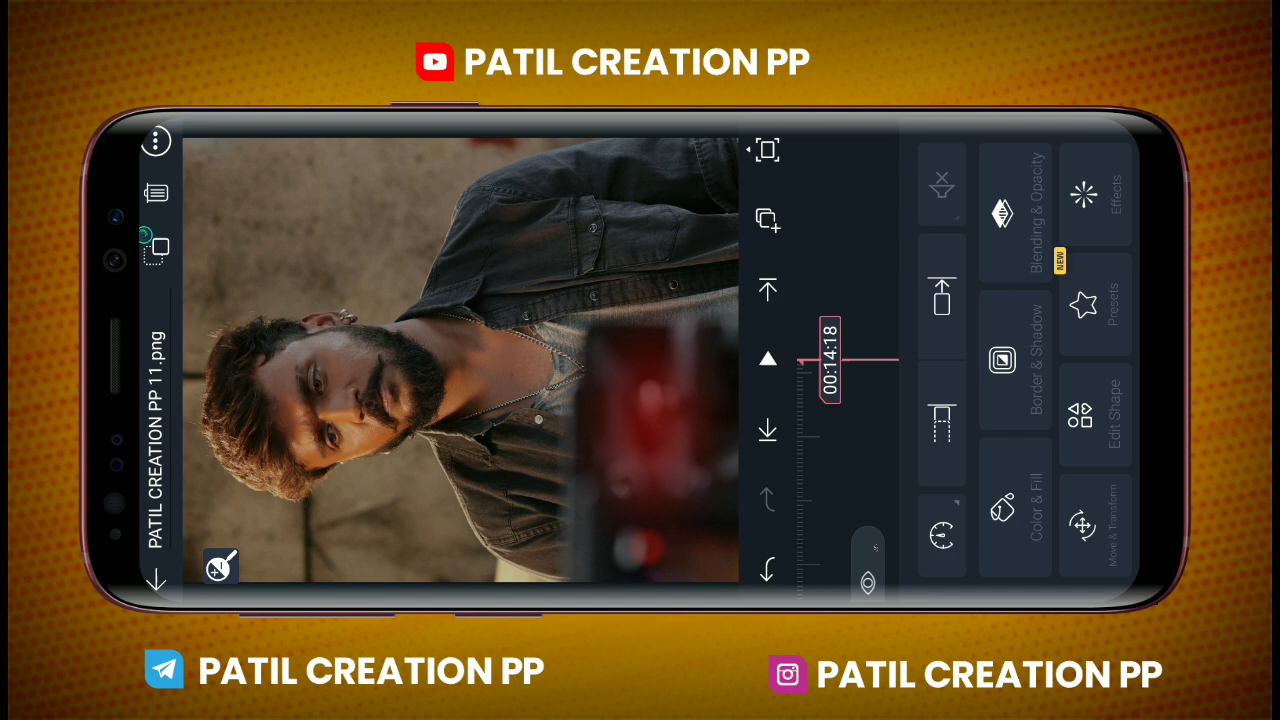 PATIL CREATION PP
PATIL CREATION PP 11.png
00:14:18
Blending & Opacity
Border & Shadow
Color & Fill
NEW
Effects
Presets
Edit Shape
Move & Transform
PATIL CREATION PP
PATIL CREATION PP